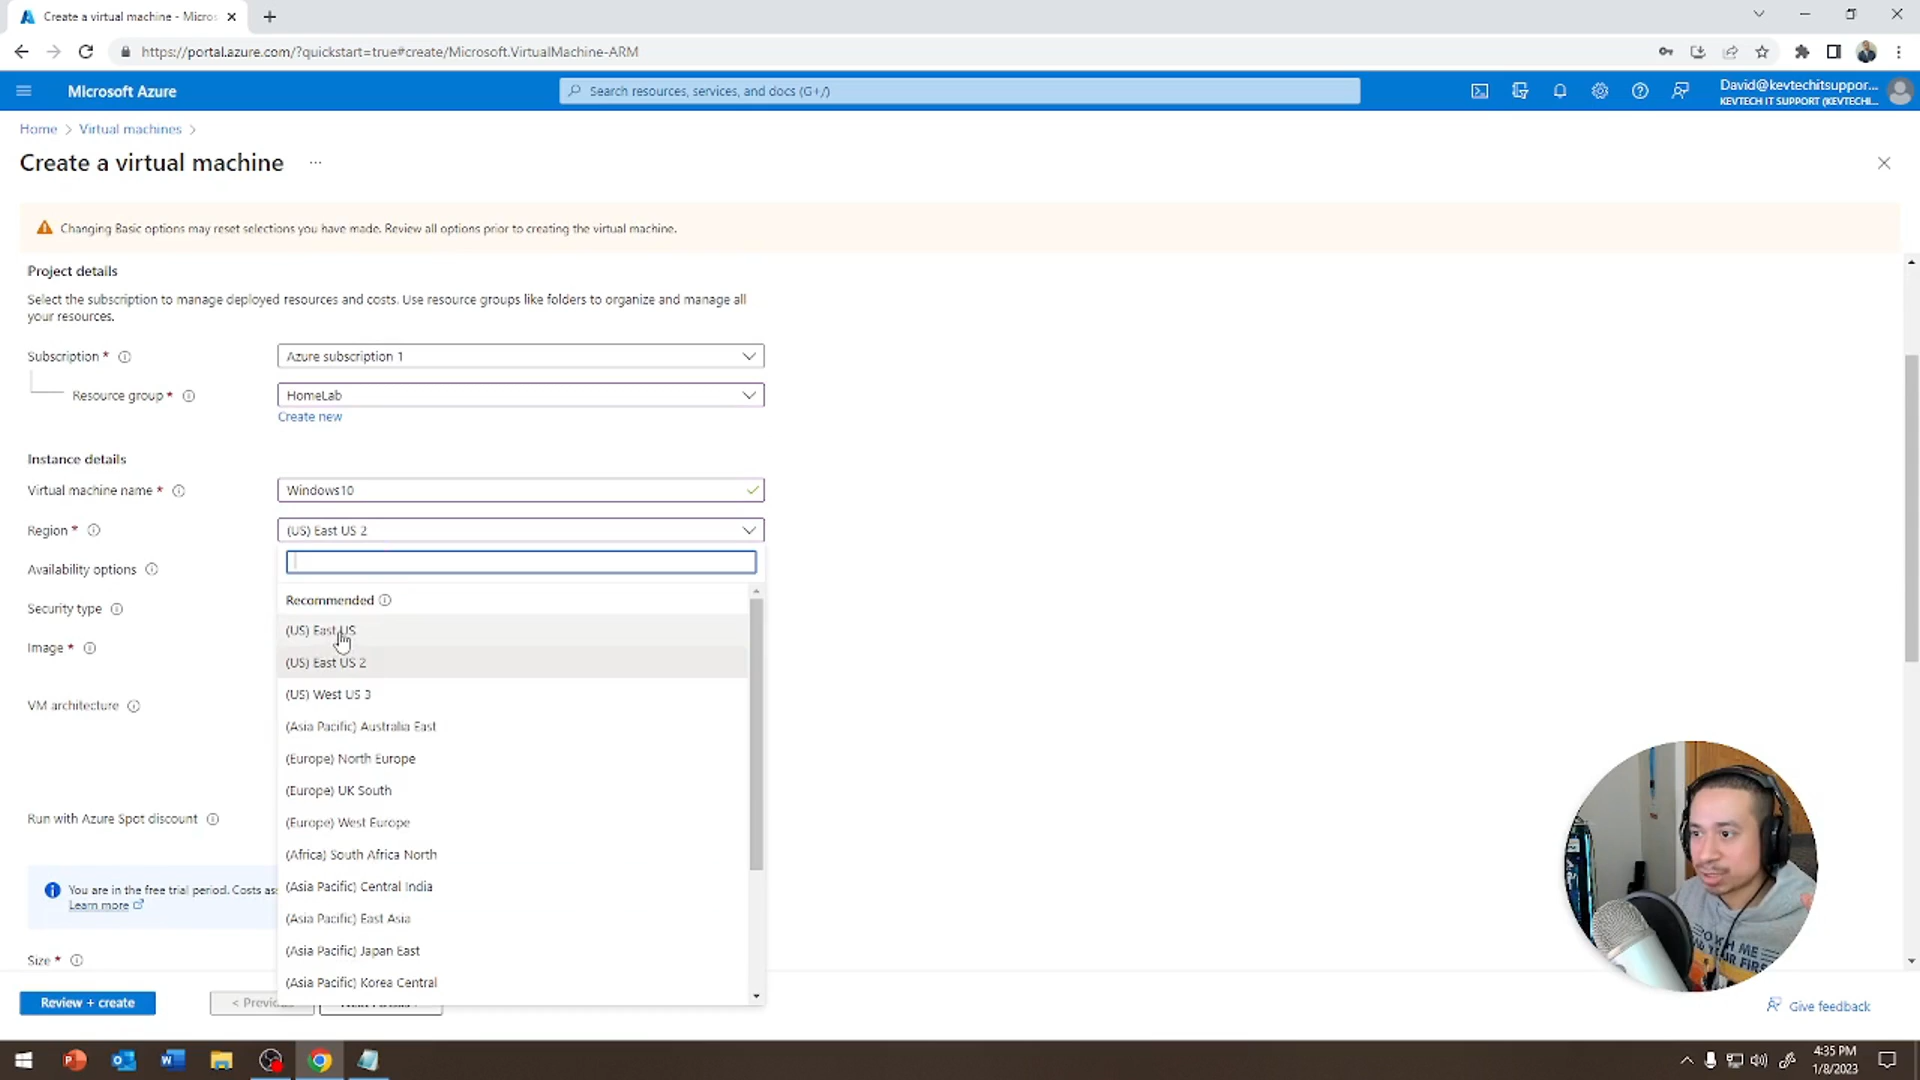 Create a virtual machine - Micros
https://portal.azure.com/?quickstart=true#create/Microsoft.VirtualMachine-ARM
Microsoft Azure
Search resources, services, and docs (G+/)
David@kevtechitsuppor...
KEVTECH IT SUPPORT (KEVTECHI...
Home > Virtual machines >
Create a virtual machine ...
Changing Basic options may reset selections you have made. Review all options prior to creating the virtual machine.
Project details
Select the subscription to manage deployed resources and costs. Use resource groups like folders to organize and manage all
your resources.
Subscription *
Azure subscription 1
Resource group *
HomeLab
Create new
Instance details
Virtual machine name *
Windows10
Region *
(US) East US 2
Availability options
Security type
Image *
VM architecture
Run with Azure Spot discount
Recommended
(US) East US
(US) East US 2
(US) West US 3
(Asia Pacific) Australia East
(Europe) North Europe
(Europe) UK South
(Europe) West Europe
(Africa) South Africa North
(Asia Pacific) Central India
(Asia Pacific) East Asia
(Asia Pacific) Japan East
(Asia Pacific) Korea Central
You are in the free trial period. Costs as
Learn more
Size *
Review + create
< Previo
Give feedback
4:35 PM
1/8/2023